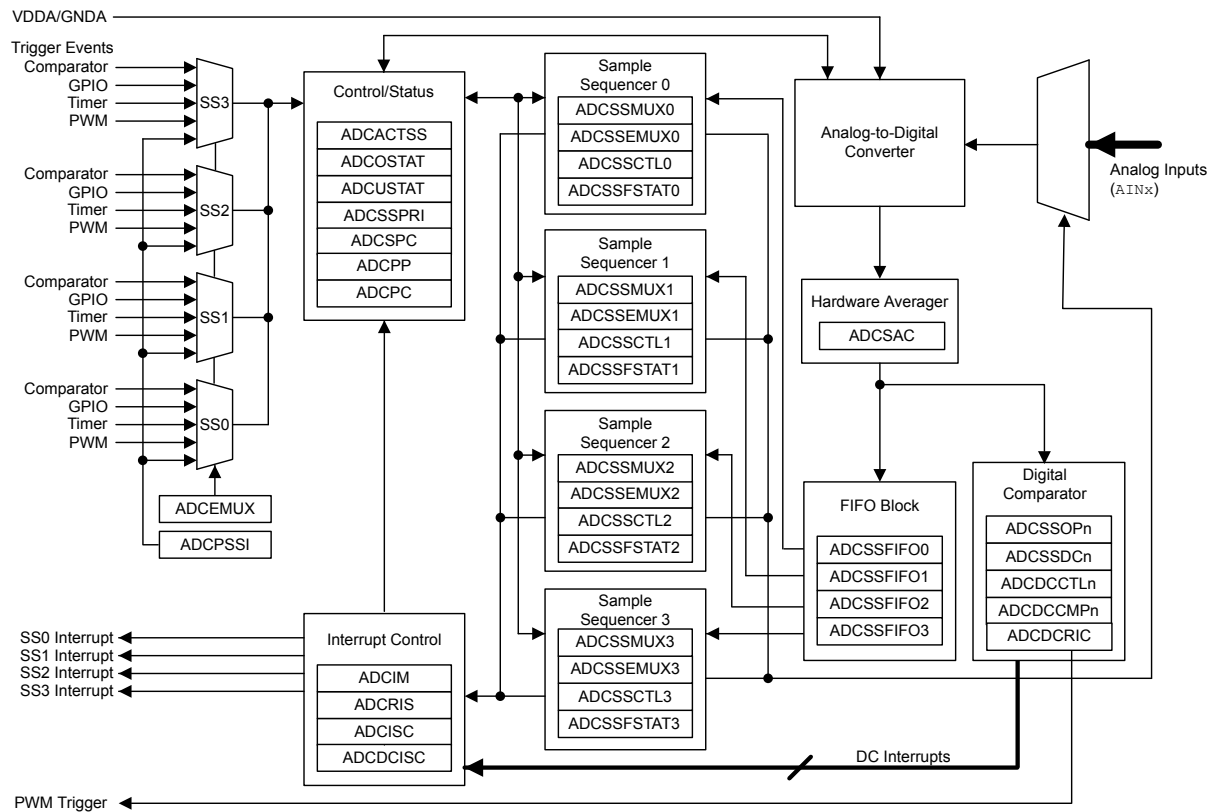 VDDA/GNDA
Trigger Events
Comparator
GPIO
Timer
PWM
SS3
Comparator
GPIO
Timer
PWM
SS2
Comparator
GPIO
Timer
PWM
SS1
Comparator
GPIO
Timer
PWM
SS0
ADCEMUX
ADCPSSI
Control/Status
ADCACTSS
ADCOSTAT
ADCUSTAT
ADCSSPRI
ADCSPC
ADCPP
ADCPC
Sample
Sequencer 0
ADCSSMUX0
ADCSSEMUX0
ADCSSCTL0
ADCSSFSTAT0
Sample
Sequencer 1
ADCSSMUX1
ADCSSEMUX1
ADCSSCTL1
ADCSSFSTAT1
Sample
Sequencer 2
ADCSSMUX2
ADCSSEMUX2
ADCSSCTL2
ADCSSFSTAT2
Sample
Sequencer 3
ADCSSMUX3
ADCSSEMUX3
ADCSSCTL3
ADCSSFSTAT3
Analog-to-Digital
Converter
Analog Inputs
(AINx)
Hardware Averager
ADCSAC
FIFO Block
ADCSSFIFO0
ADCSSFIFO1
ADCSSFIFO2
ADCSSFIFO3
Digital
Comparator
ADCSSOPn
ADCSSDCn
ADCDCCTLn
ADCDCCMPn
ADCDCRIC
SS0 Interrupt
SS1 Interrupt
SS2 Interrupt
SS3 Interrupt
Interrupt Control
ADCIM
ADCRIS
ADCISC
ADCDCISC
DC Interrupts
PWM Trigger